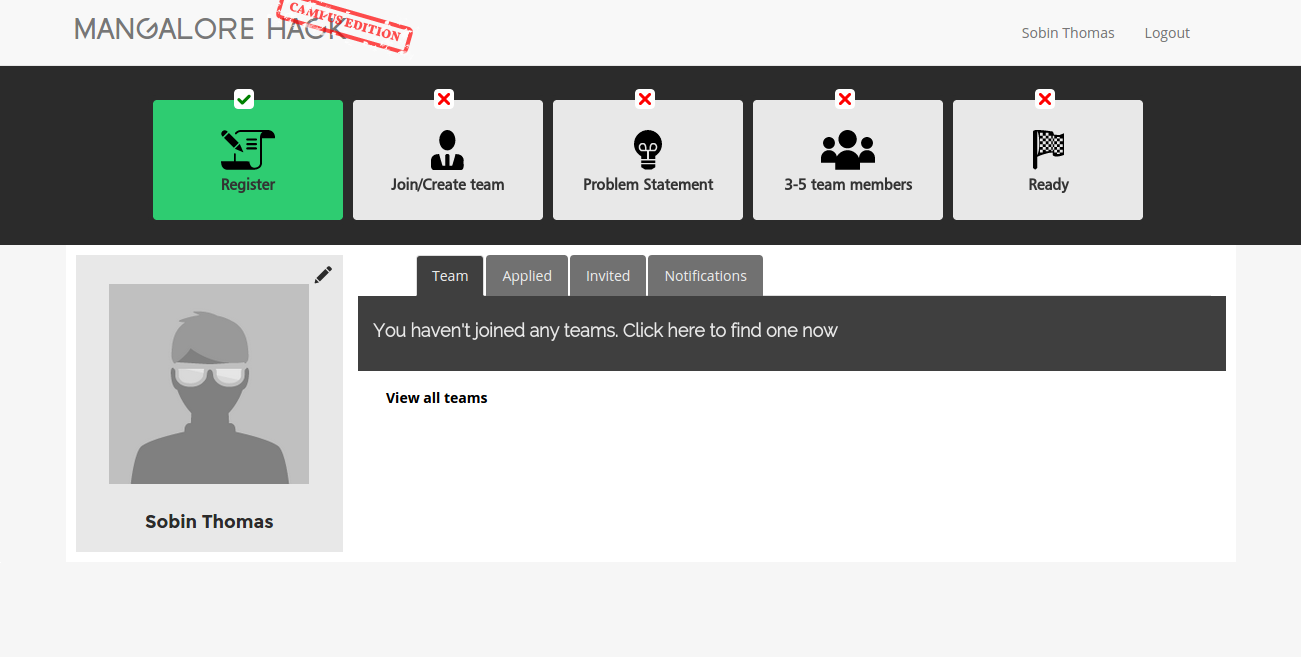 MANGALORE HACK
CAMPUS EDITION
Sobin Thomas
Logout
Register
Join/Create team
Problem Statement
3-5 team members
Ready
Team
Applied
Invited
Notifications
You haven't joined any teams. Click here to find one now
View all teams
Sobin Thomas